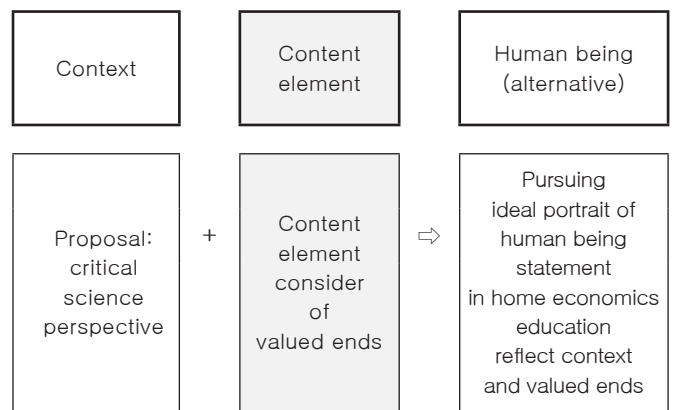 Context
Content
element
Human being
(alternative)
Proposal:
critical
science
perspective
+
Content
element
consider
of
valued ends
⇨
Pursuing
ideal portrait of
human being
statement
in home economics
education
reflect context
and valued ends